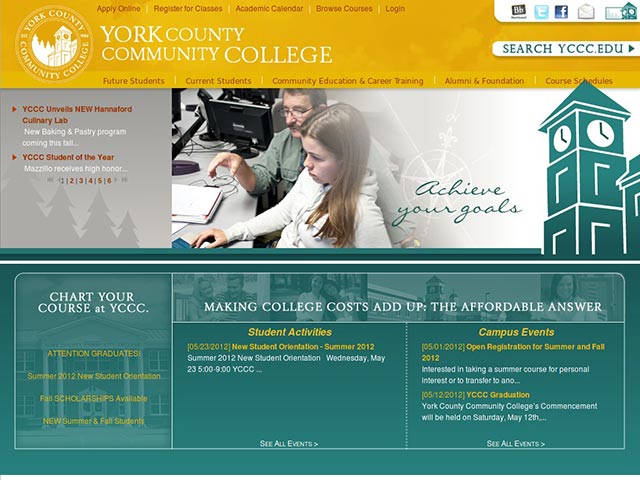 Apply Online | Register for Classes | Academic Calendar | Browse Courses | Login
YORK COUNTY
COMMUNITY COLLEGE
YORK COUNTY
COMMUNITY COLLEGE
SEARCH YCCC.EDU
Future Students | Current Students | Community Education & Career Training | Alumni & Foundation | Course Schedules
YCCC Unveils NEW Hannaford
Culinary Lab
New Baking & Pastry program
coming this fall...
YCCC Student of the Year
Mazzillo receives high honor...
1 | 2 | 3 | 4 | 5 | 6
Achieve
your goals
CHART YOUR
COURSE at YCCC.
ATTENTION GRADUATES!
Summer 2012 New Student Orientation
Fall SCHOLARSHIPS Available
NEW Summer & Fall Students
MAKING COLLEGE COSTS ADD UP: THE AFFORDABLE ANSWER
Student Activities
[05/23/2012] New Student Orientation - Summer 2012
Summer 2012 New Student Orientation Wednesday, May
23 5:00-9:00 YCCC ...
SEE ALL EVENTS >
Campus Events
[05/01/2012] Open Registration for Summer and Fall
2012
Interested in taking a summer course for personal
interest or to transfer to ano...
[05/12/2012] YCCC Graduation
York County Community College's Commencement
will be held on Saturday, May 12th,...
SEE ALL EVENTS >